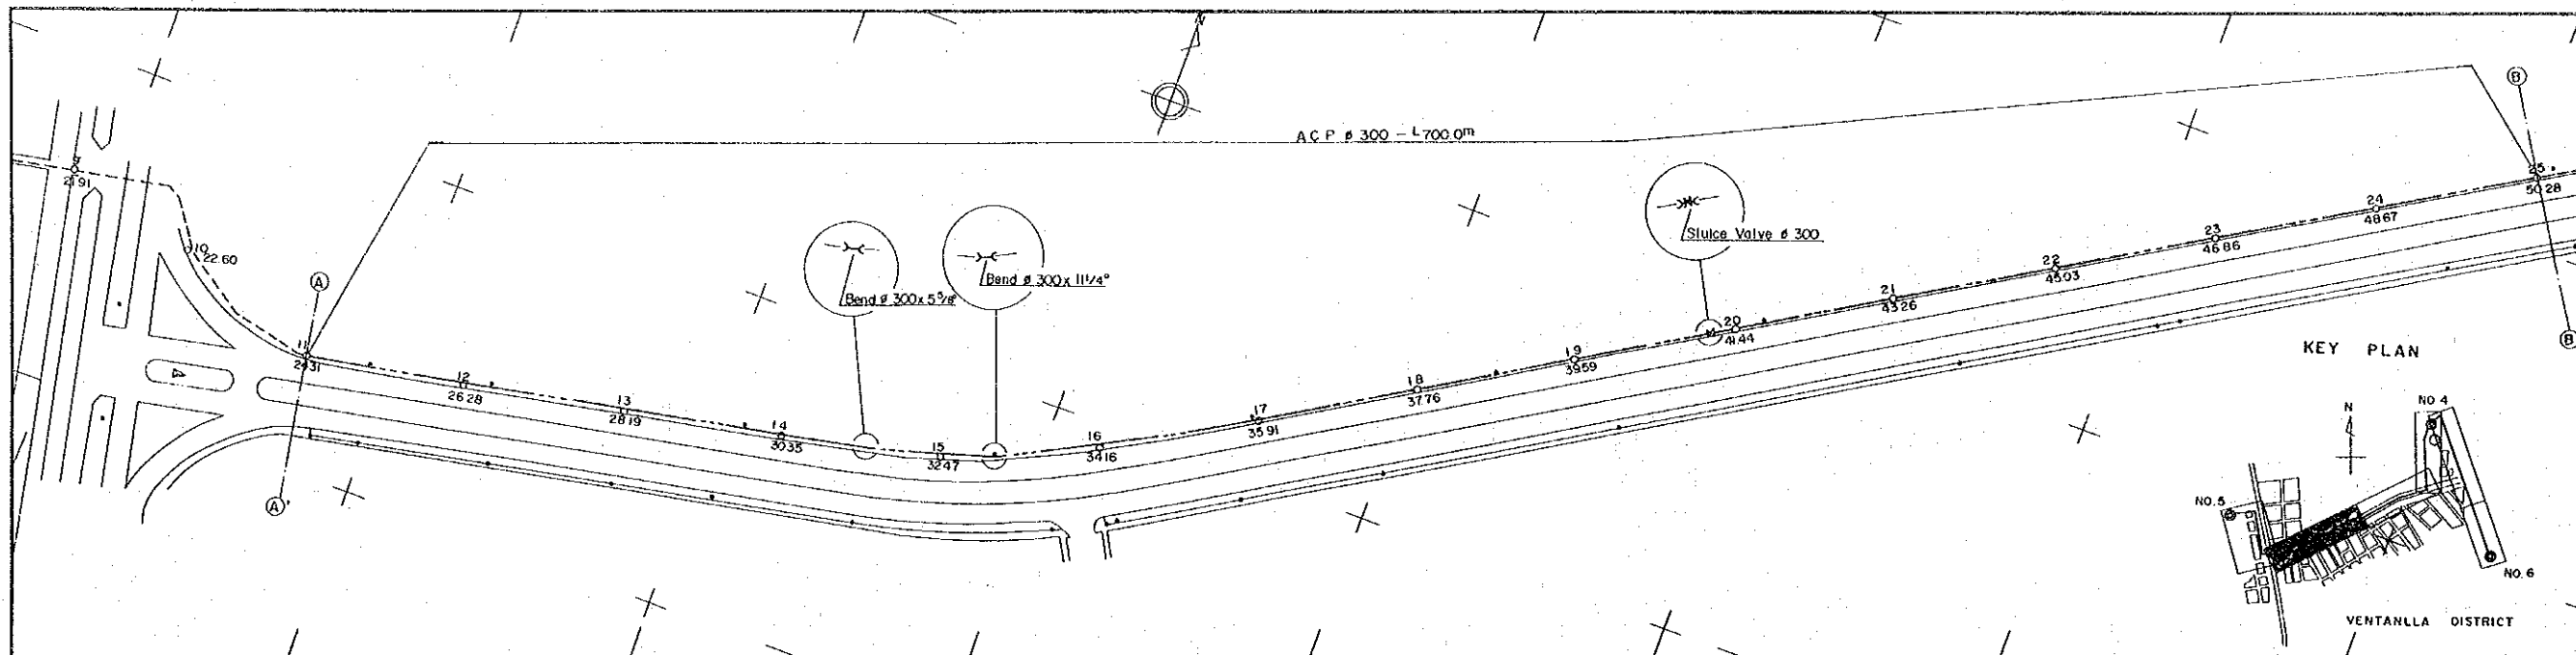 N
A C P ø 300 - L 700.0m
B
9
21.91
10
22.60
A
11
24.31
12
26.28
13
28.19
14
30.35
Bend ø 300 x 5 5/8°
Bend ø 300 x 11 1/4°
15
32.47
16
34.16
17
35.91
18
37.76
19
39.59
Sluice Valve ø 300
20
41.44
21
43.26
22
45.03
23
46.86
24
48.67
25
50.28
A'
B'
KEY PLAN
N
NO 4
NO. 5
NO. 6
VENTANLLA DISTRICT